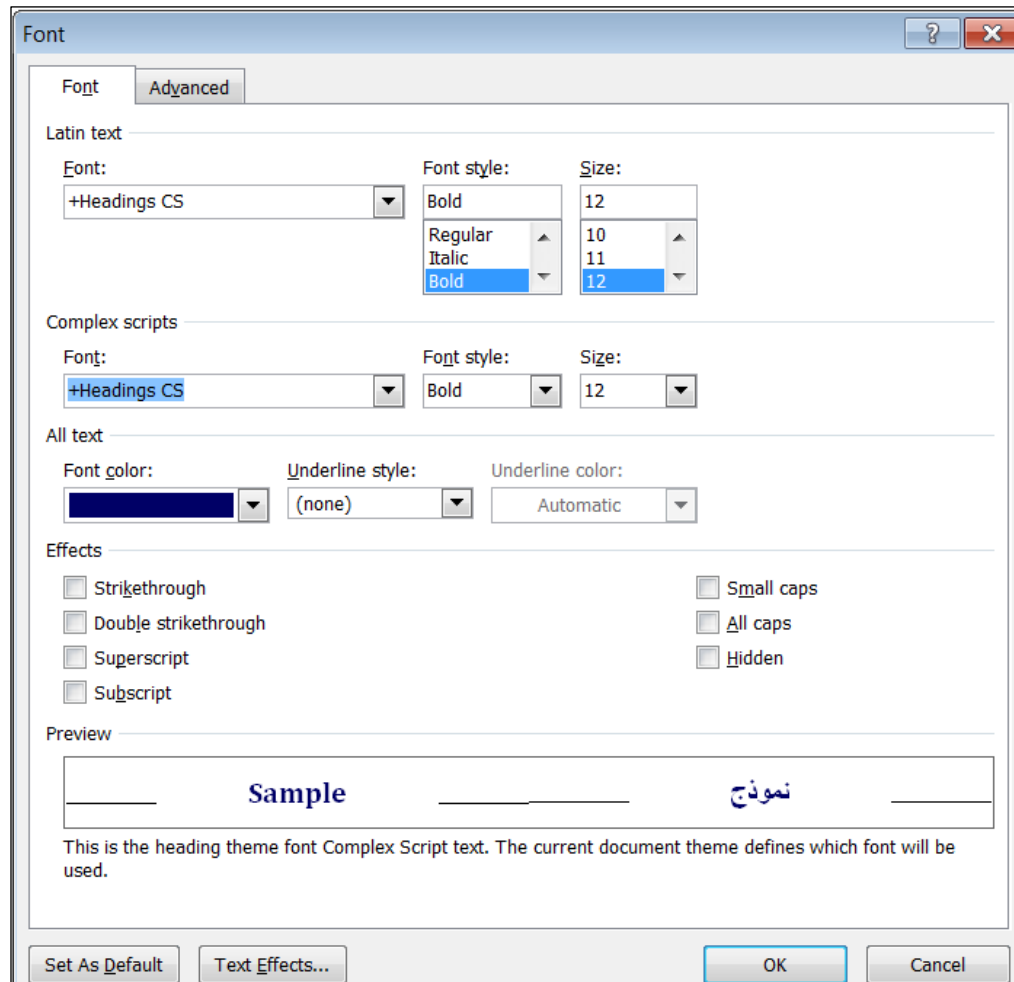 Font
Font Advanced
Latin text
Font: Font style: Size:
+Headings CS Bold 12
Regular 10
Italic 11
Bold 12
Complex scripts
Font: Font style: Size:
+Headings CS Bold 12
All text
Font color: Underline style: Underline color:
(none) Automatic
Effects
Strikethrough Small caps
Double strikethrough All caps
Superscript Hidden
Subscript
Preview
Sample نموذج
This is the heading theme font Complex Script text. The current document theme defines which font will be
used.
Set As Default Text Effects... OK Cancel